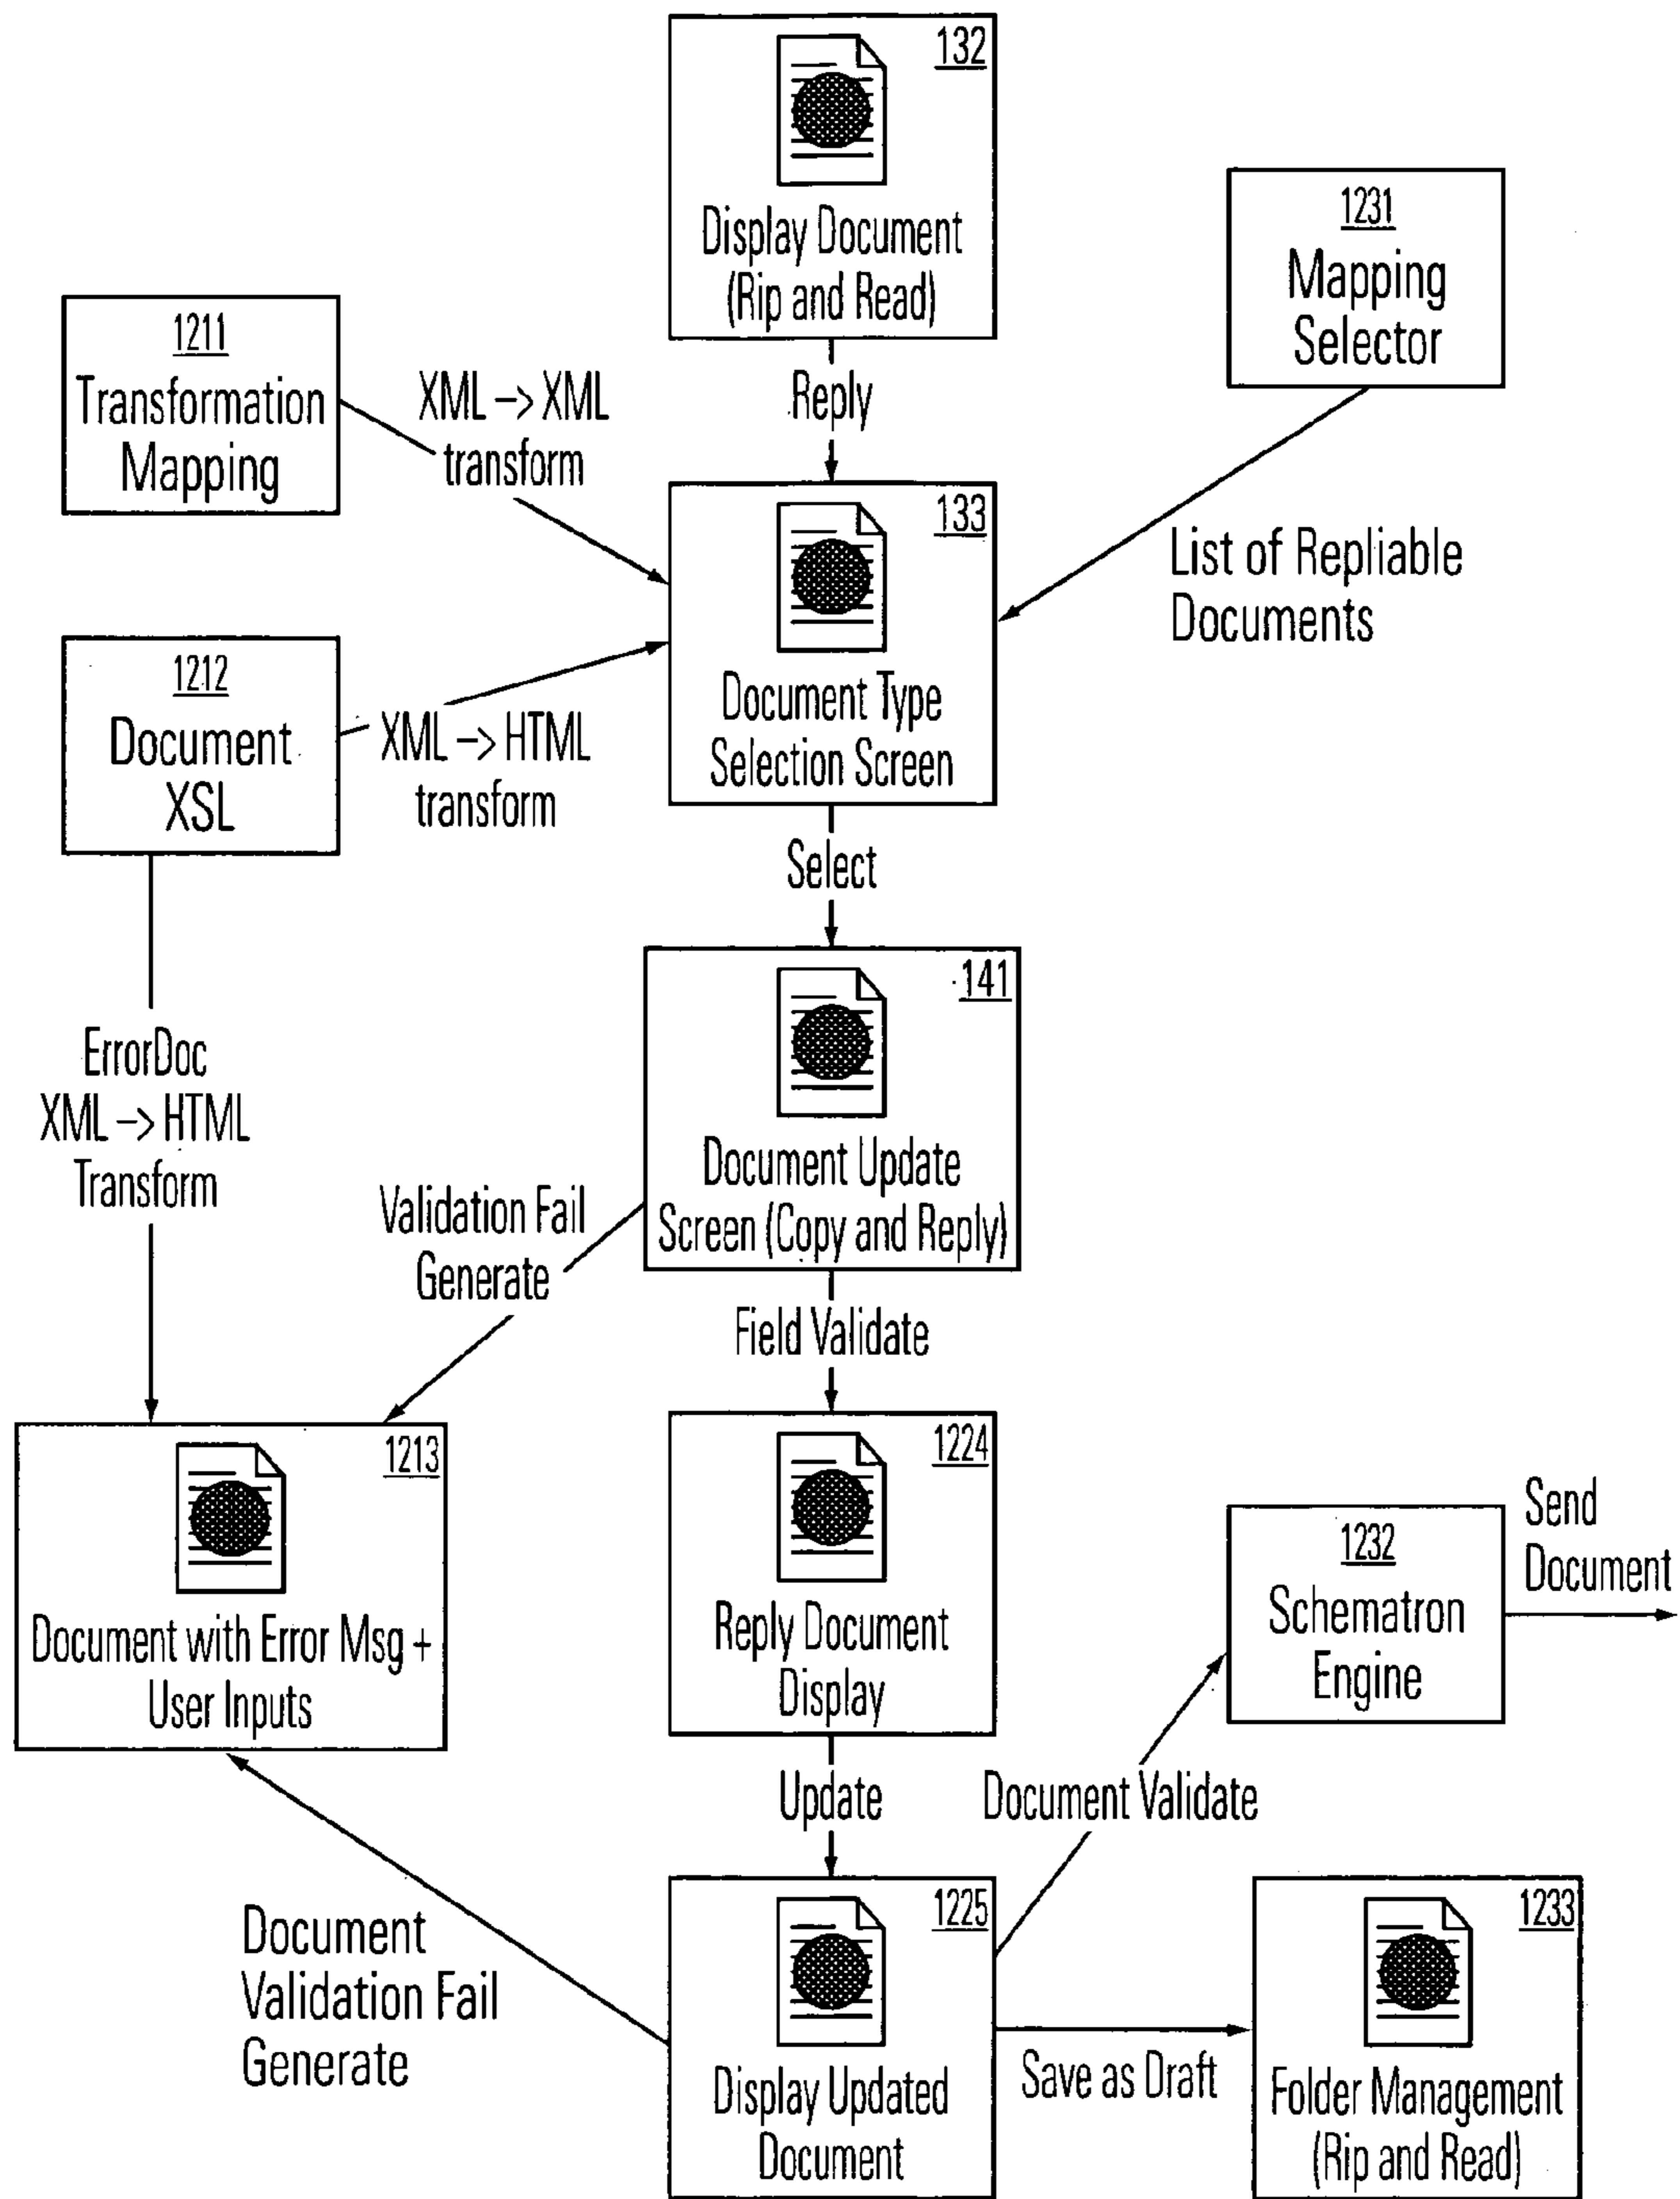 132
Display Document
(Rip and Read)
1231
Mapping
Selector
1211
Transformation
Mapping
XML -> XML
transform
Reply
133
Document Type
Selection Screen
List of Repliable
Documents
1212
Document
XSL
XML -> HTML
transform
Select
141
Document Update
Screen (Copy and Reply)
ErrorDoc
XML -> HTML
Transform
Validation Fail
Generate
Field Validate
1213
Document with Error Msg +
User Inputs
1224
Reply Document
Display
1232
Schematron
Engine
Send
Document
Update
Document Validate
Document
Validation Fail
Generate
1225
Display Updated
Document
Save as Draft
1233
Folder Management
(Rip and Read)